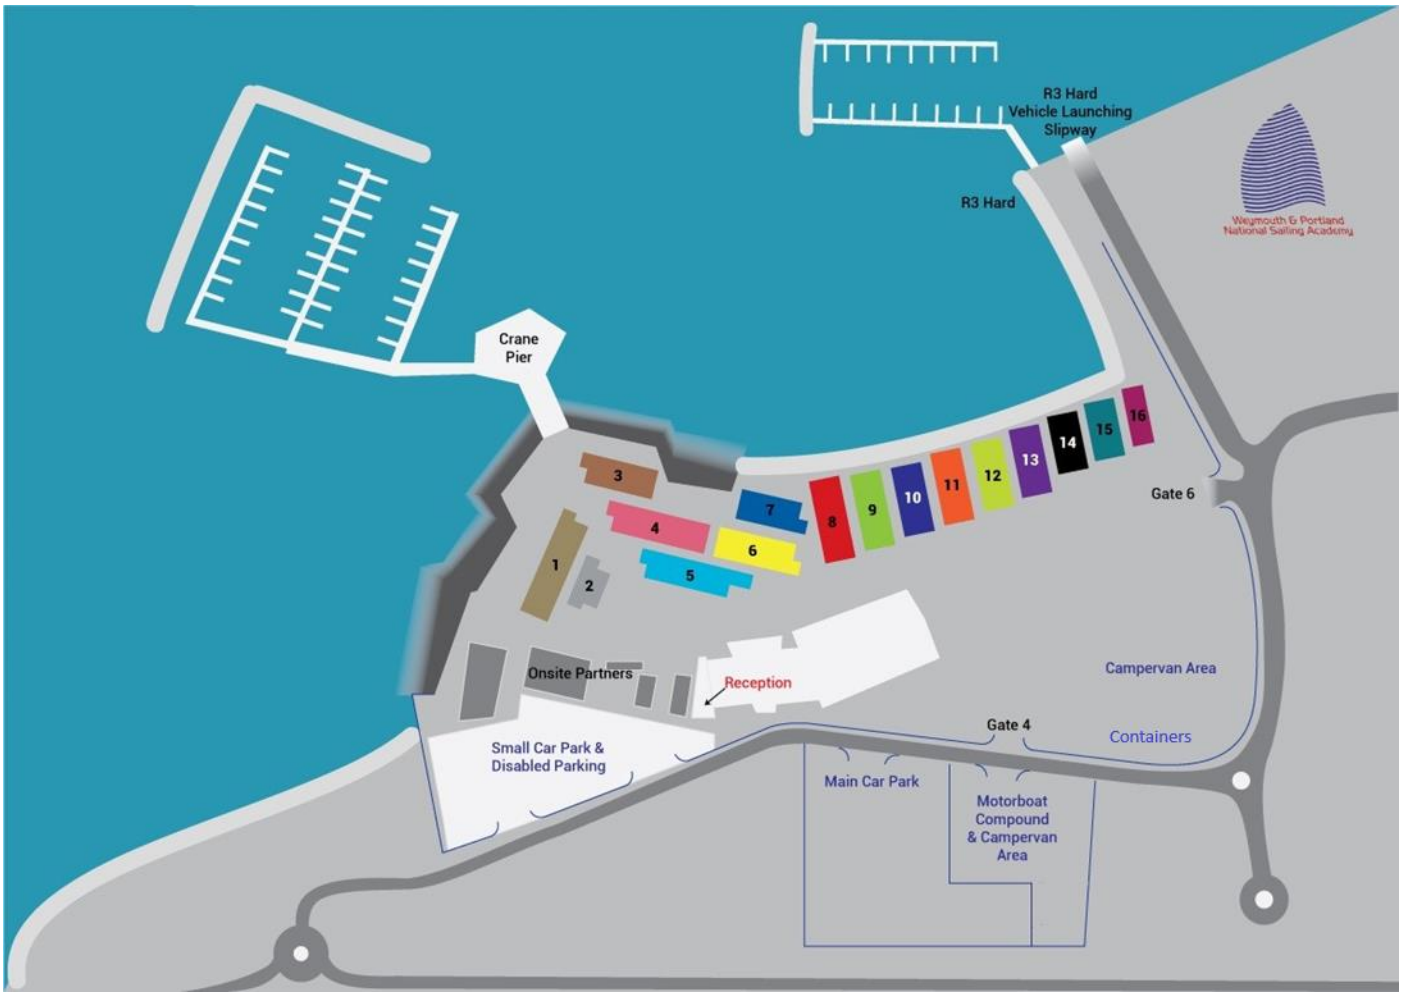 R3 Hard
Vehicle Launching
Slipway
Weymouth & Portland
National Sailing Academy
R3 Hard
Crane
Pier
16
15
14
13
12
11
10
9
8
7
3
4
6
5
1
2
Gate 6
Onsite Partners
Reception
Campervan Area
Gate 4
Containers
Small Car Park &
Disabled Parking
Main Car Park
Motorboat
Compound
& Campervan
Area